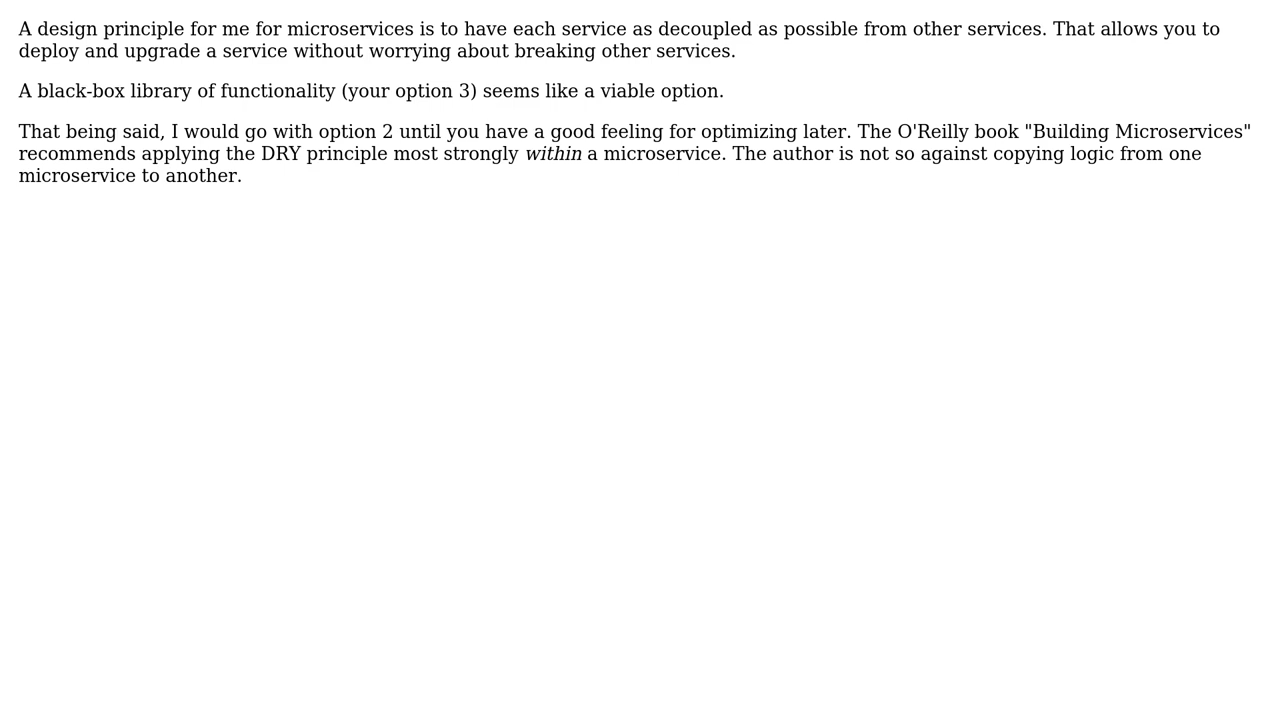 A design principle for me for microservices is to have each service as decoupled as possible from other services. That allows you to
deploy and upgrade a service without worrying about breaking other services.
A black-box library of functionality (your option 3) seems like a viable option.
That being said, I would go with option 2 until you have a good feeling for optimizing later. The O'Reilly book "Building Microservices"
recommends applying the DRY principle most strongly within a microservice. The author is not so against copying logic from one
microservice to another.